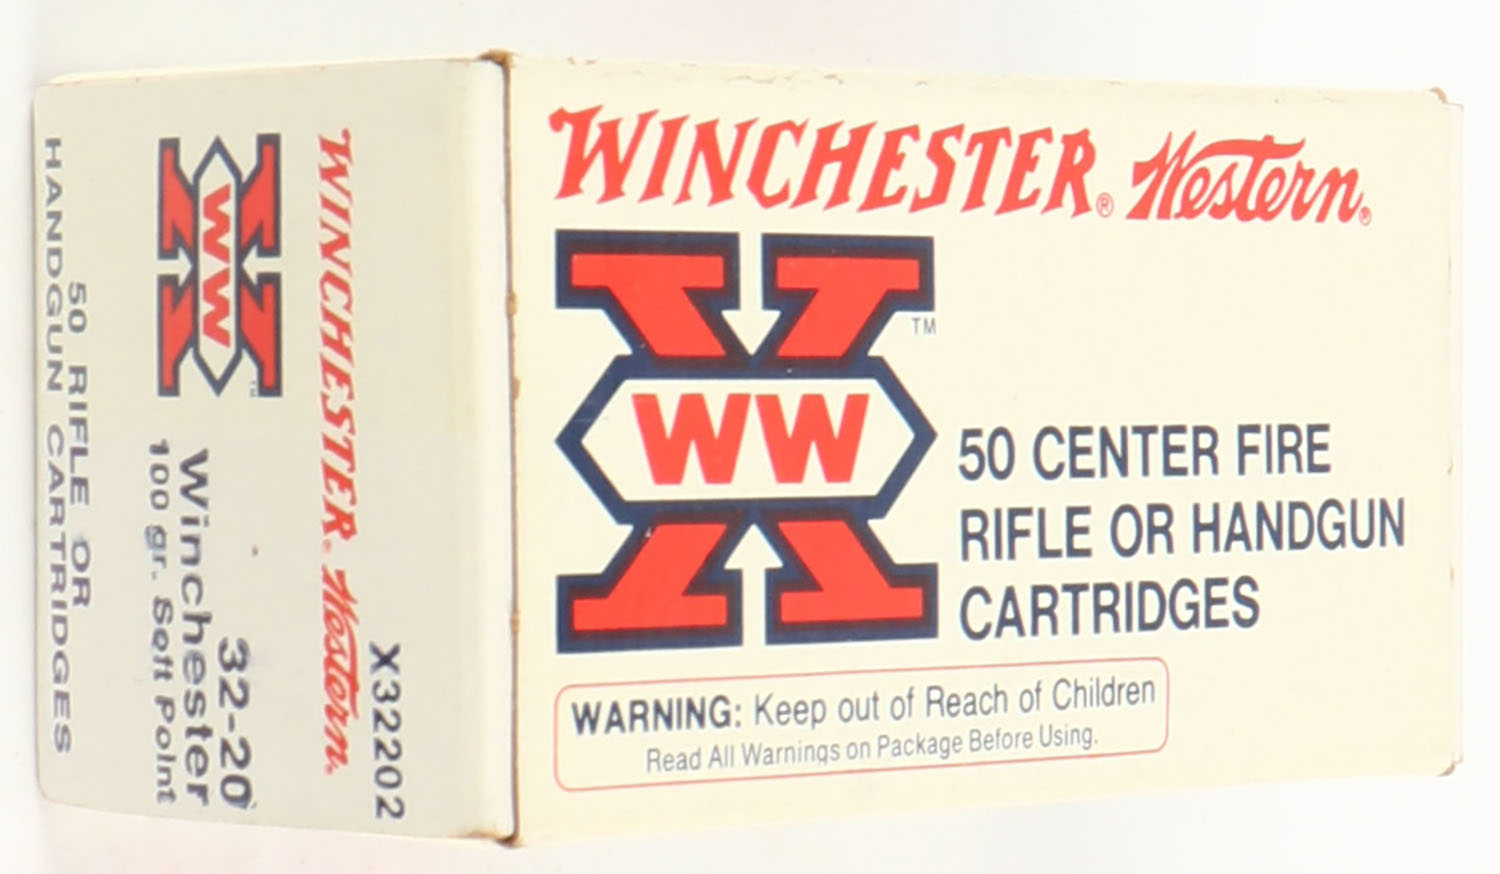 WINCHESTER® Western®
TM
WW
50 CENTER FIRE
RIFLE OR HANDGUN
CARTRIDGES
WARNING: Keep out of Reach of Children
Read All Warnings on Package Before Using.
X32202
WINCHESTER® Western®
WW
TM
32-20
Winchester
100 gr. Soft Point
50 RIFLE OR
HANDGUN CARTRIDGES